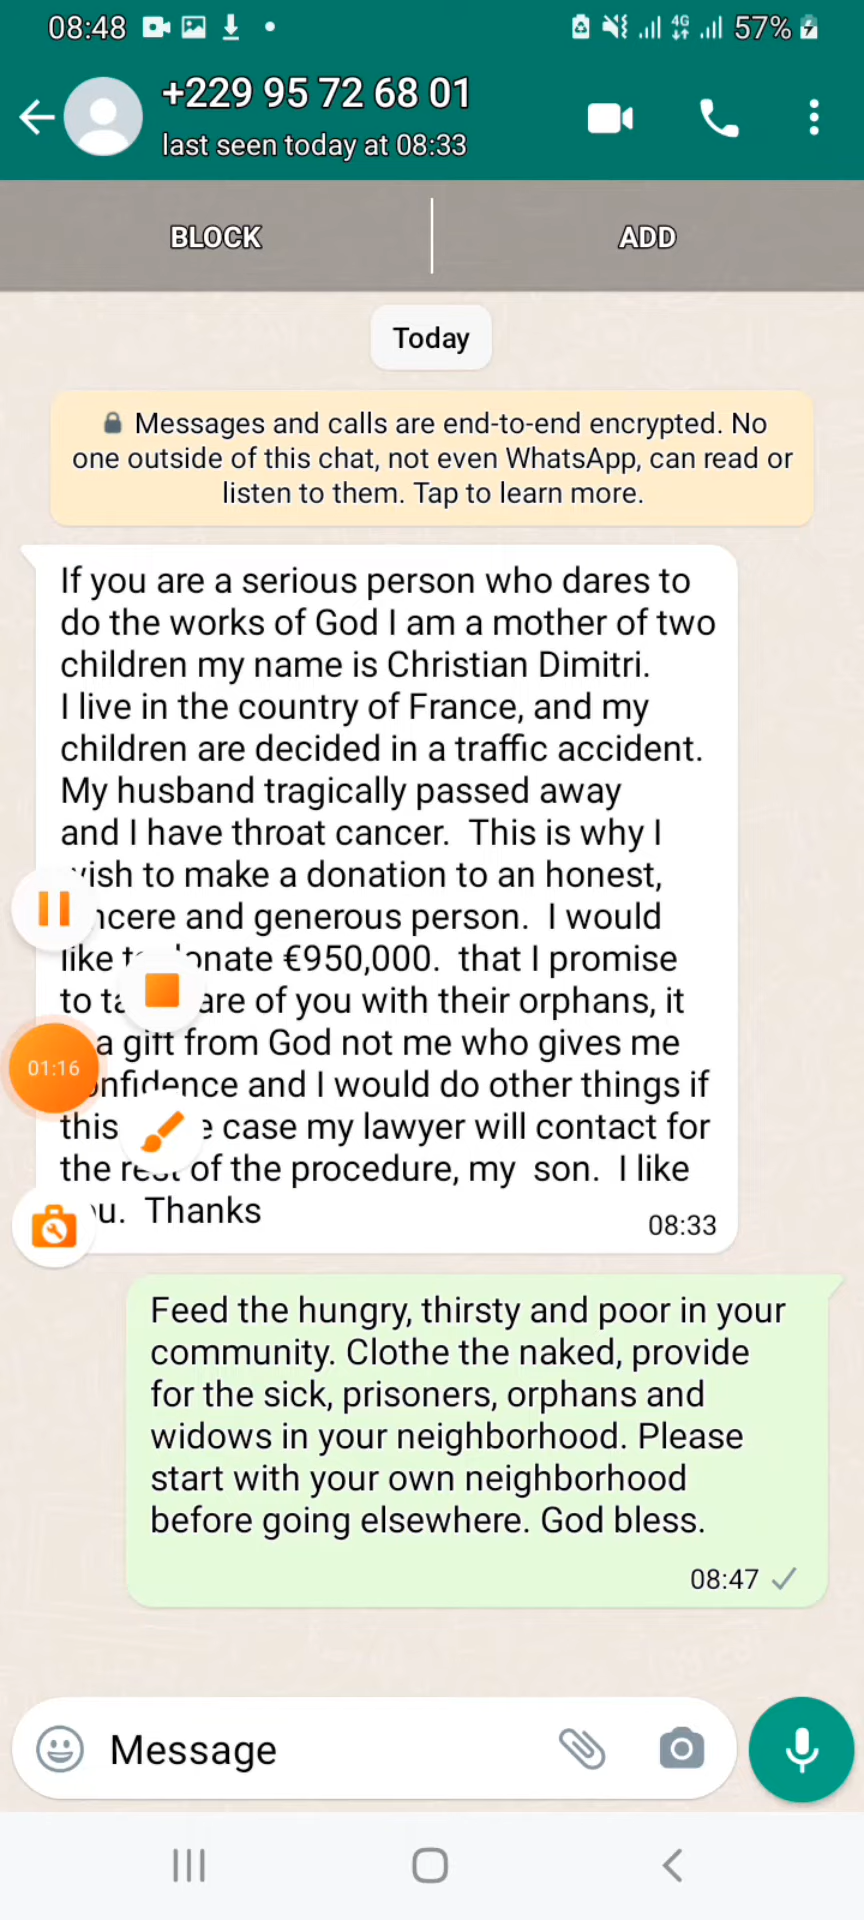 08:48
4G 57%
+229 95 72 68 01
last seen today at 08:33
BLOCK
ADD
Today
Messages and calls are end-to-end encrypted. No
one outside of this chat, not even WhatsApp, can read or
listen to them. Tap to learn more.
If you are a serious person who dares to
do the works of God I am a mother of two
children my name is Christian Dimitri.
I live in the country of France, and my
children are decided in a traffic accident.
My husband tragically passed away
and I have throat cancer.  This is why I
wish to make a donation to an honest,
sincere and generous person.  I would
like to donate €950,000.  that I promise
to are of you with their orphans, it
a gift from God not me who gives me
confidence and I would do other things if
this case my lawyer will contact for
the rest of the procedure, my  son.  I like
you.  Thanks
08:33
01:16
Feed the hungry, thirsty and poor in your
community. Clothe the naked, provide
for the sick, prisoners, orphans and
widows in your neighborhood. Please
start with your own neighborhood
before going elsewhere. God bless.
08:47
Message